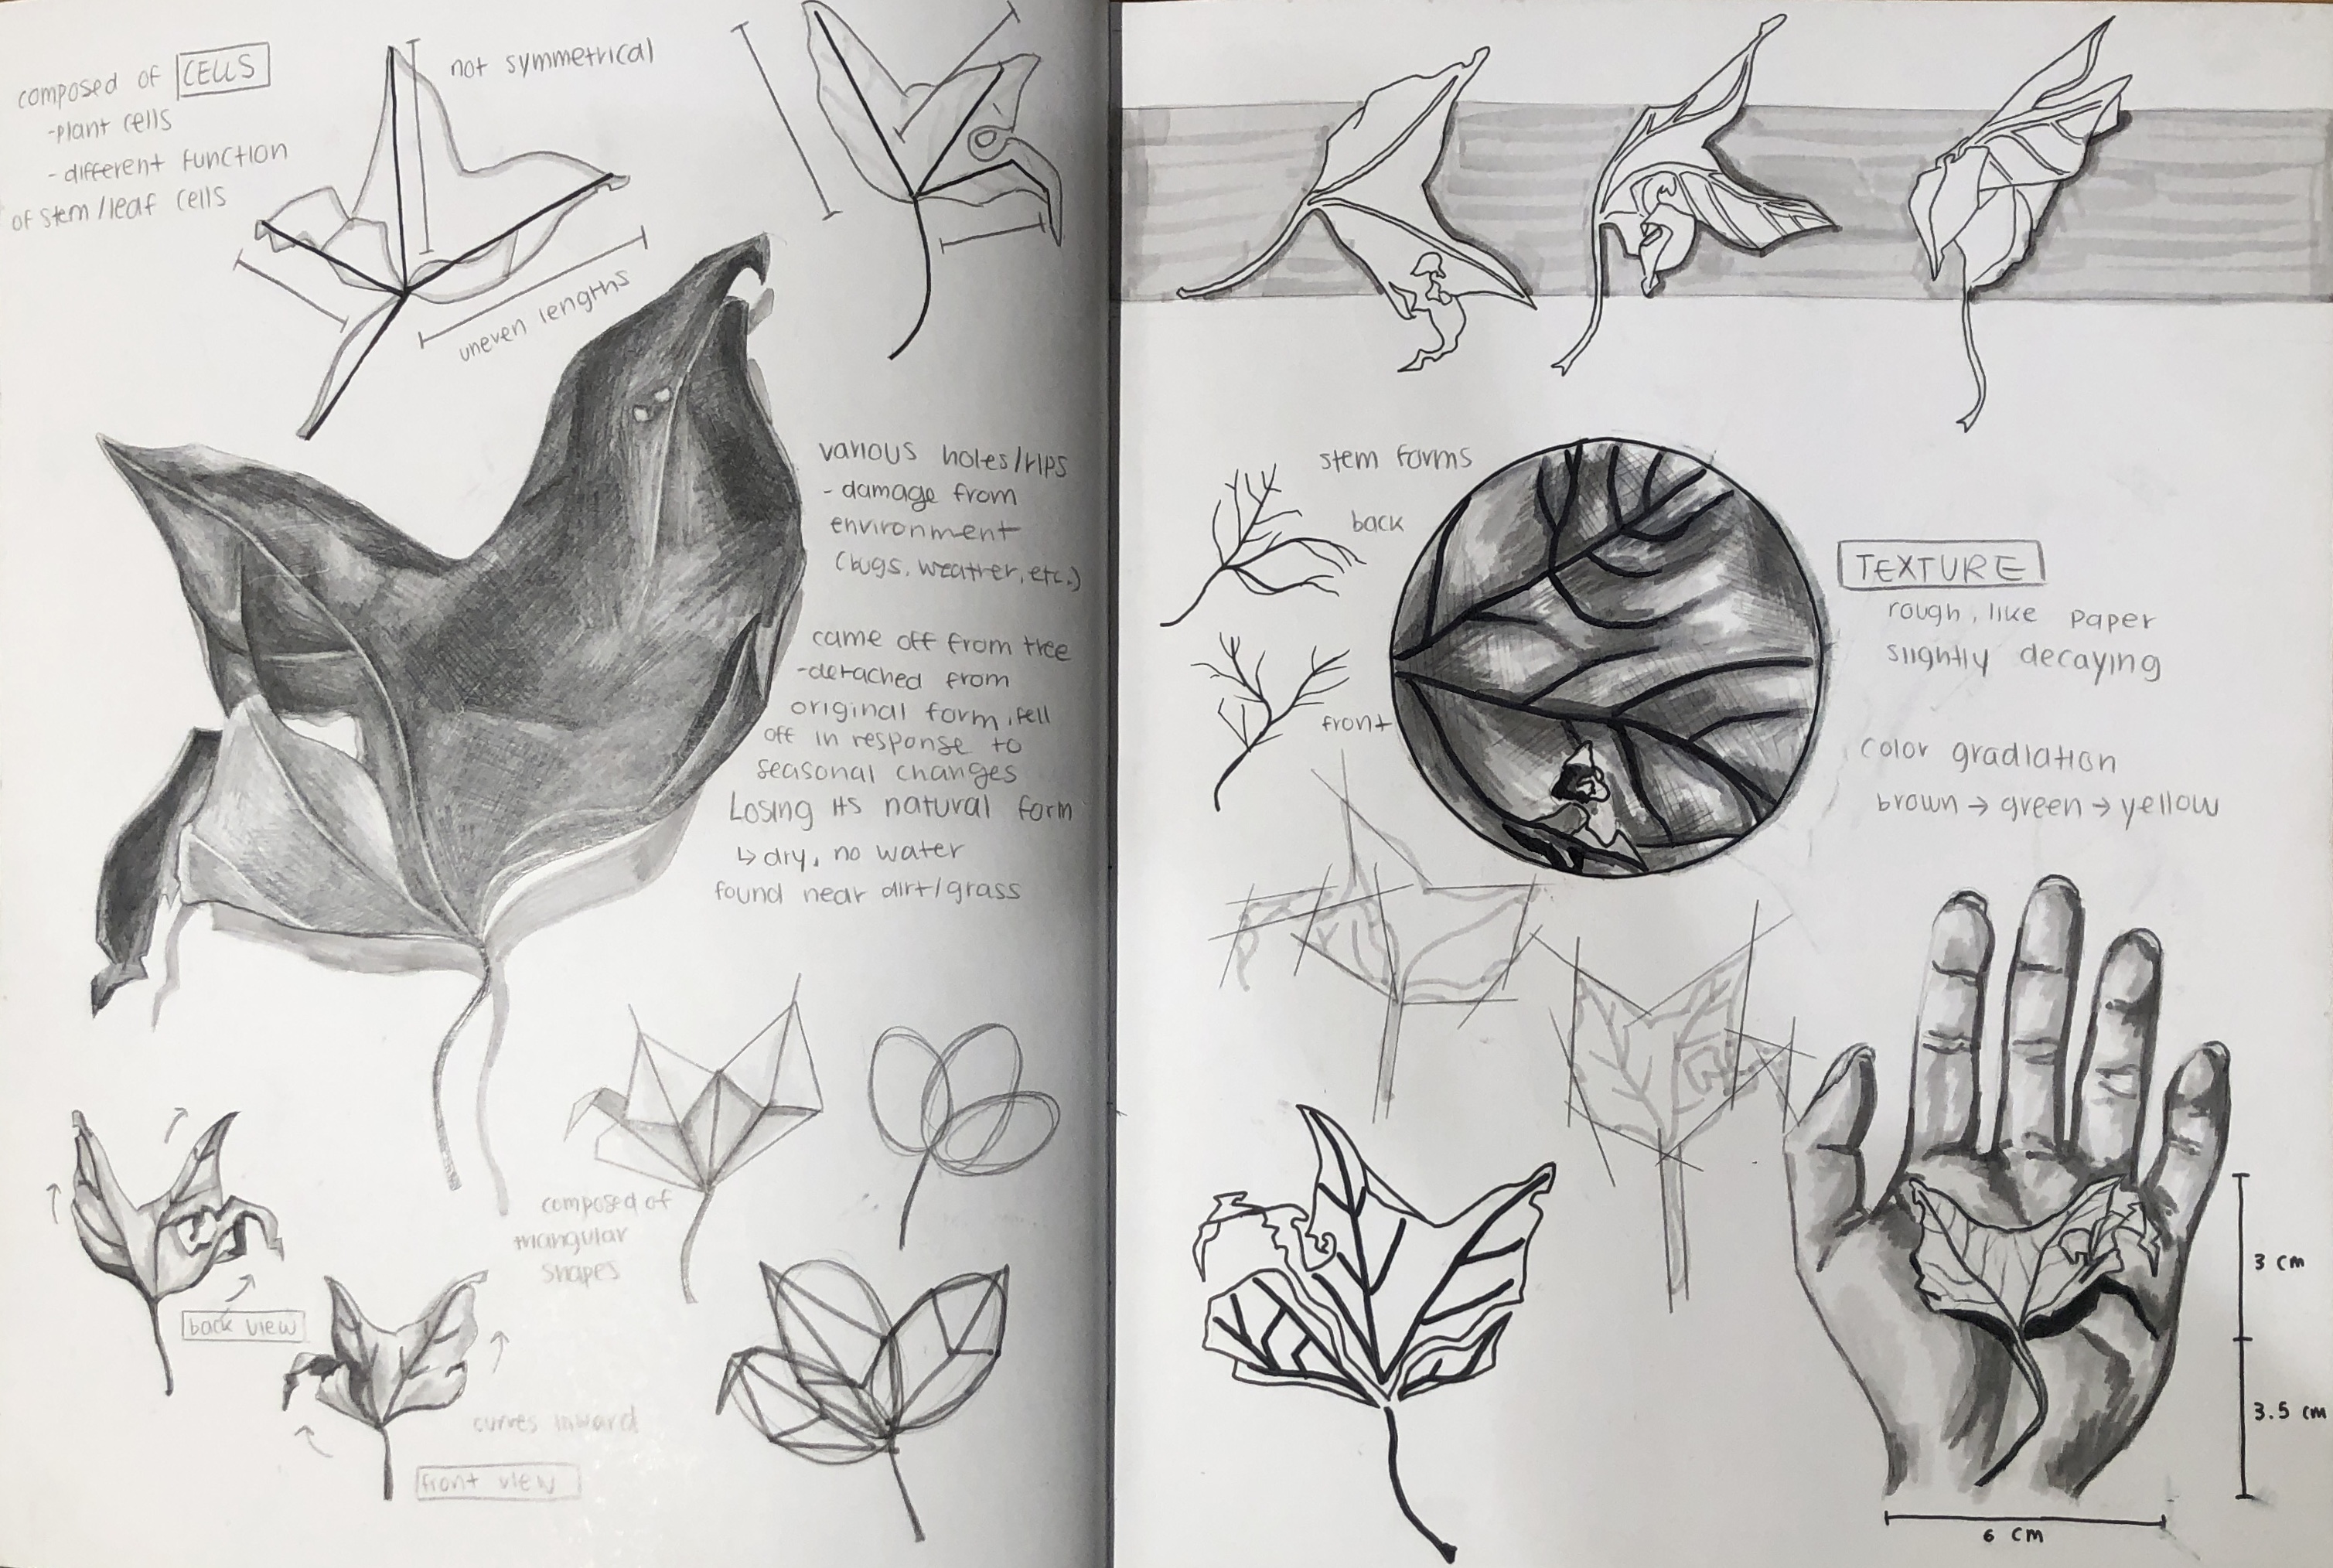 composed of CELLS
-plant cells
- different function
of stem/leaf cells
not symmetrical
uneven lengths
various holes/rips
- damage from
environment
(bugs, weather, etc.)
came off from tree
-detached from
original form, fell
off in response to
seasonal changes
Losing its natural form
↳ dry, no water
found near dirt/grass
composed of
triangular
shapes
back view
curves inward
front view
stem forms
back
front
TEXTURE
rough, like paper
slightly decaying
color gradiation
brown → green → yellow
3 cm
3.5 cm
6 cm